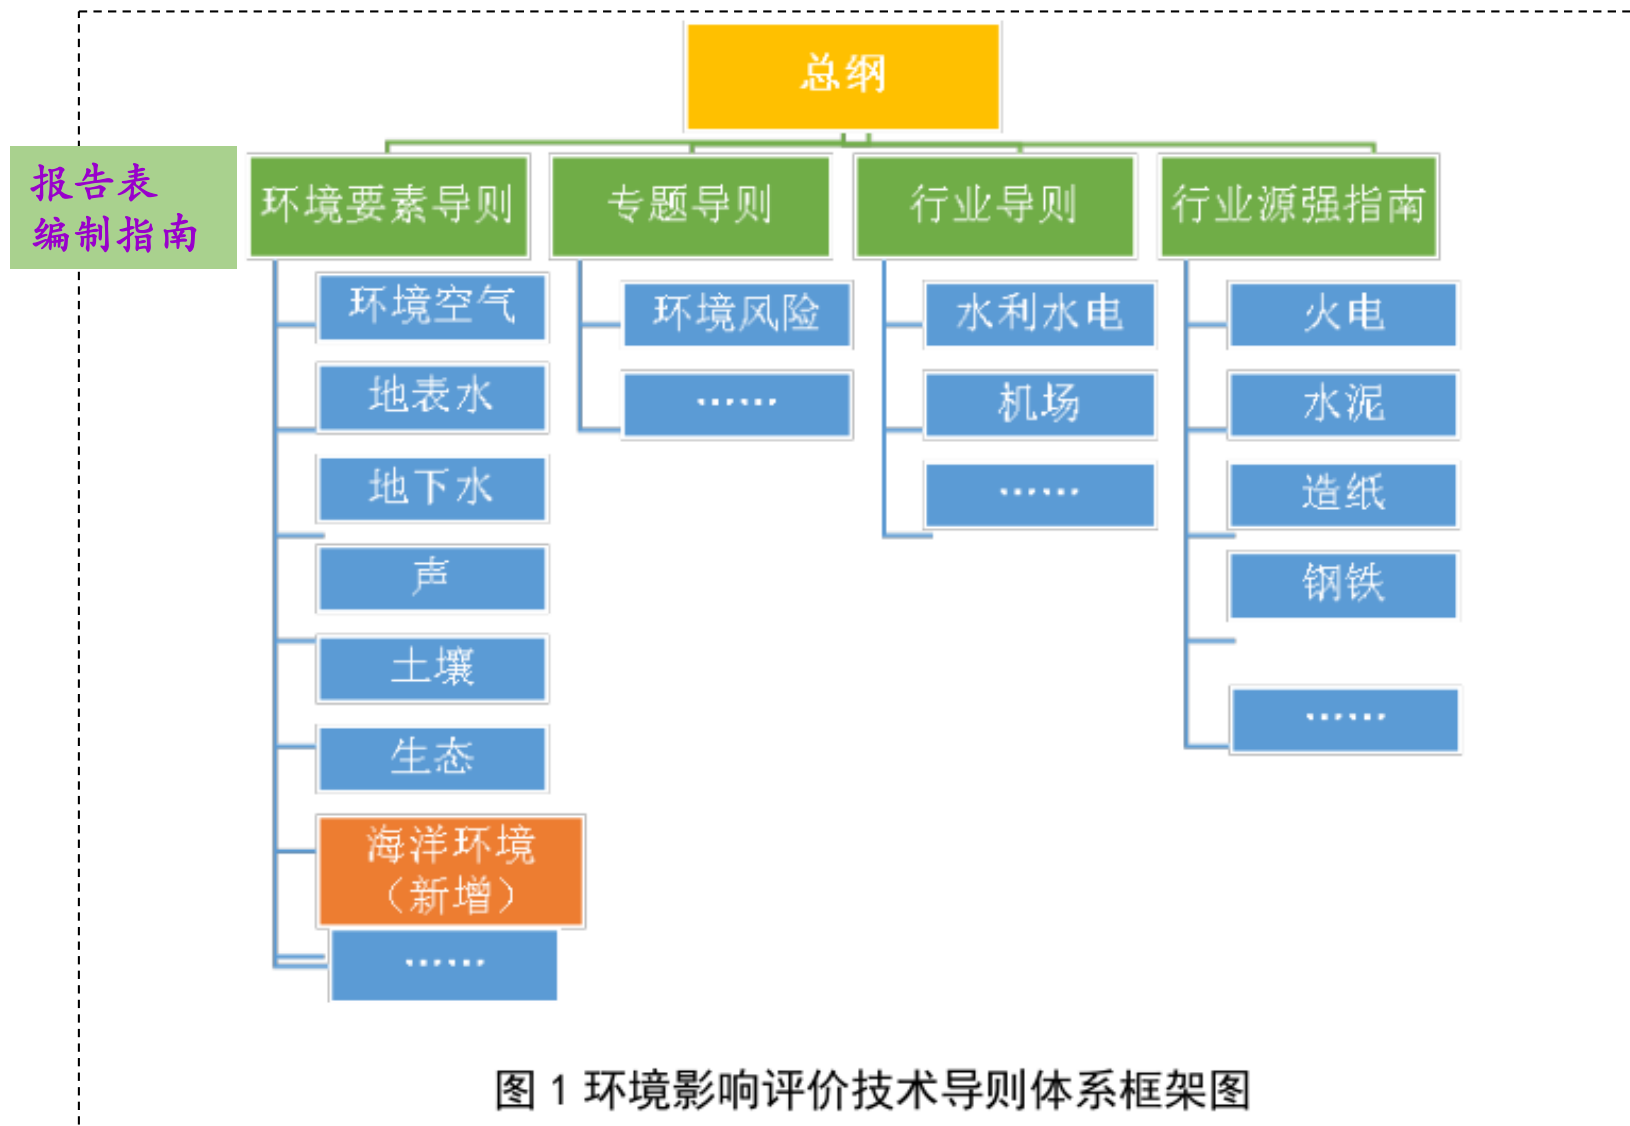 总纲
报告表
编制指南
环境要素导则
专题导则
行业导则
行业源强指南
环境空气
地表水
地下水
声
土壤
生态
海洋环境
（新增）
……
环境风险
……
水利水电
机场
……
火电
水泥
造纸
钢铁
……
图 1 环境影响评价技术导则体系框架图